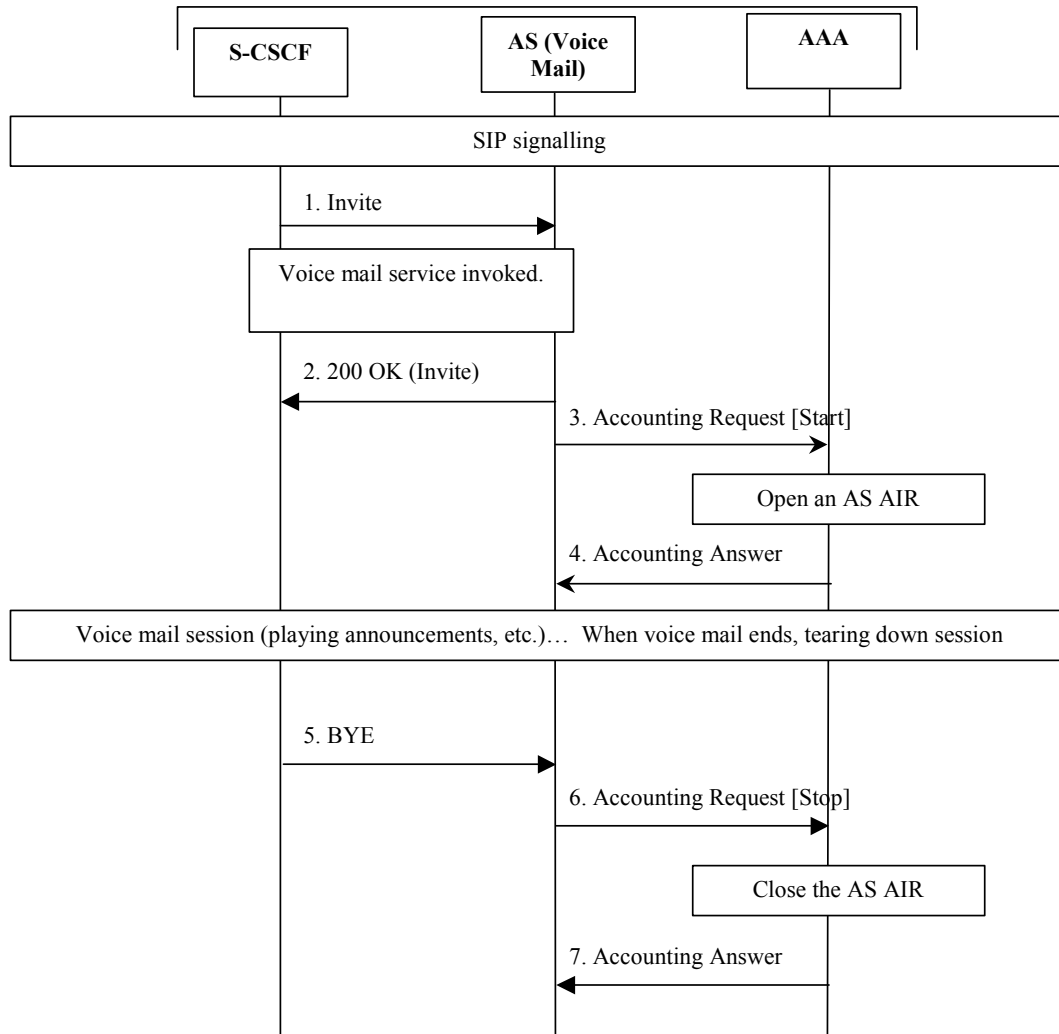 S-CSCF
AS (Voice
Mail)
AAA
SIP signalling
1. Invite
Voice mail service invoked.
2. 200 OK (Invite)
3. Accounting Request [Start]
Open an AS AIR
4. Accounting Answer
Voice mail session (playing announcements, etc.)… When voice mail ends, tearing down session
5. BYE
6. Accounting Request [Stop]
Close the AS AIR
7. Accounting Answer